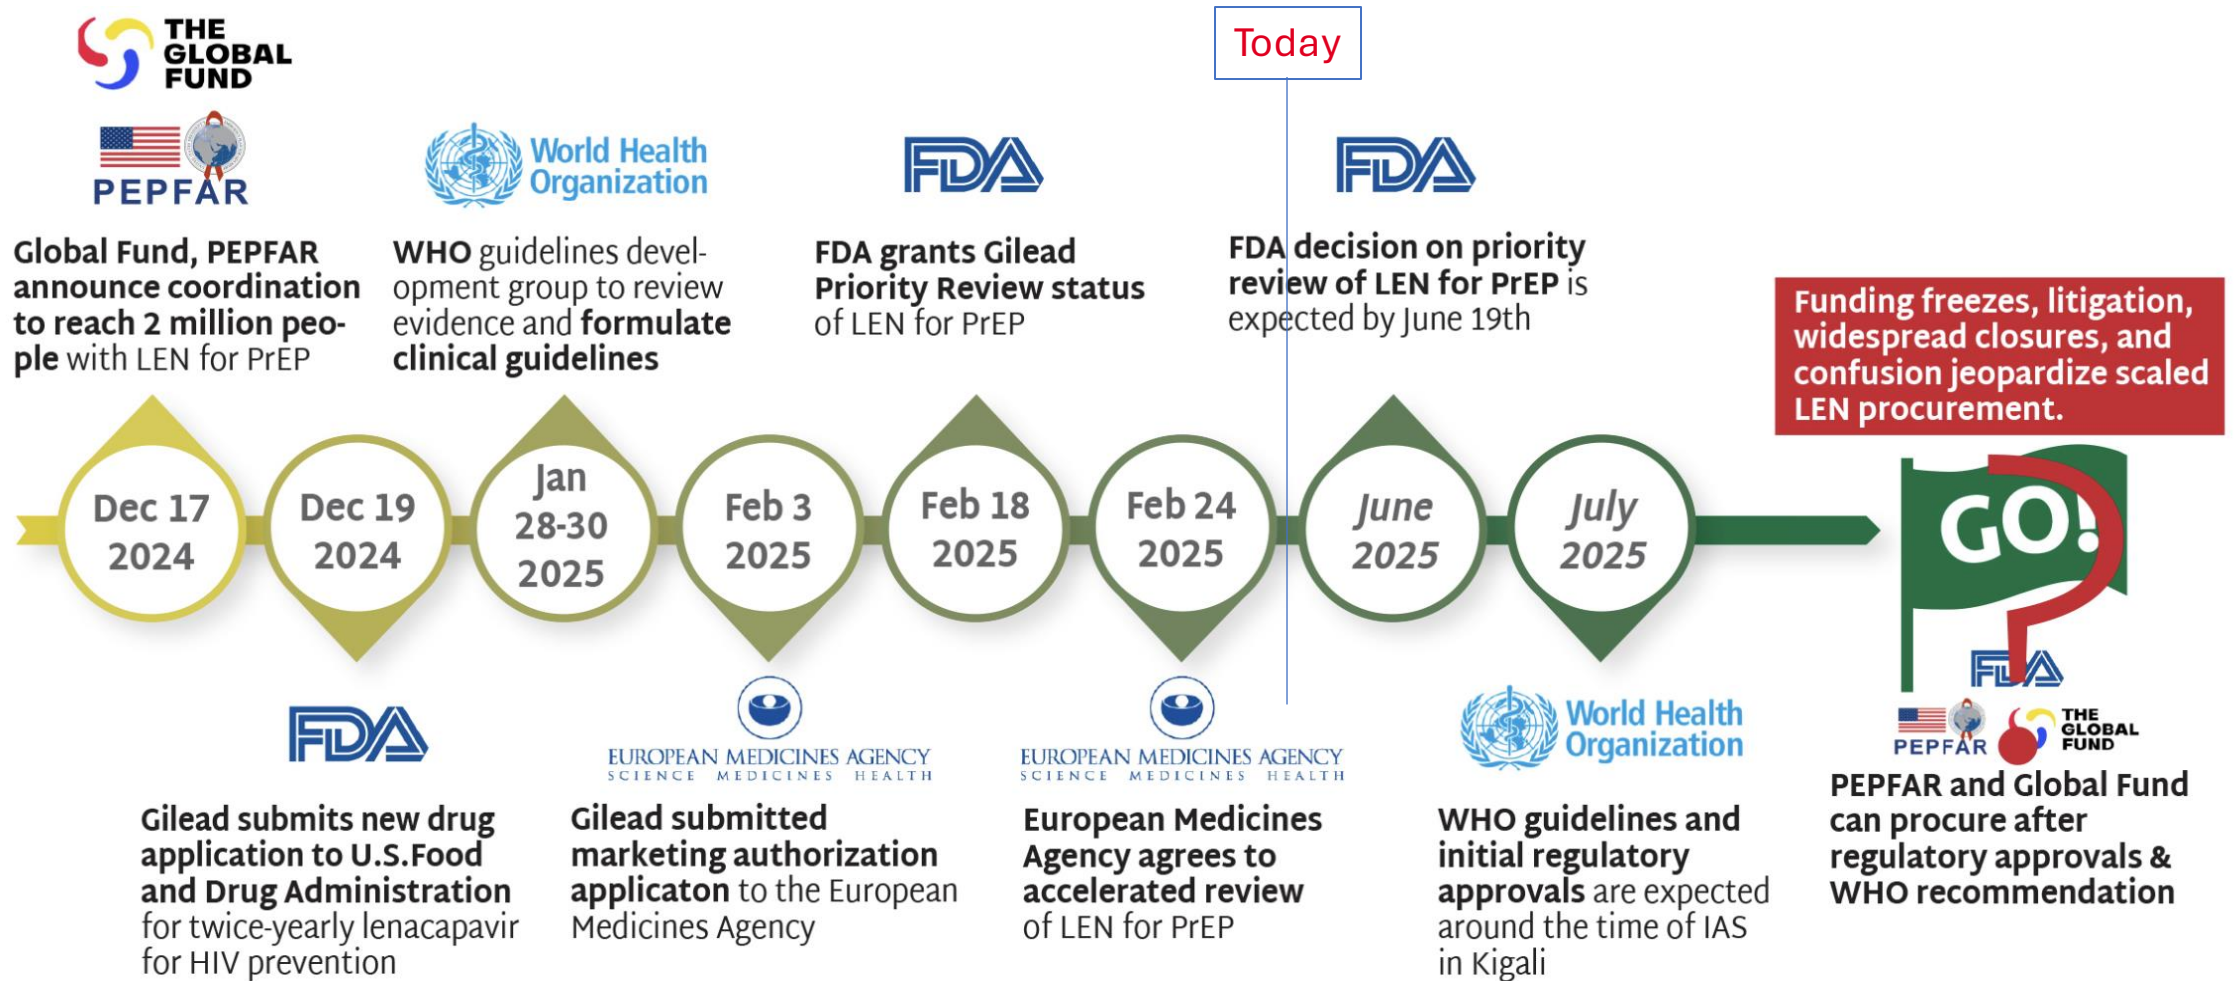 Today
THE
GLOBAL
FUND
PEPFAR
Global Fund, PEPFAR
announce coordination
to reach 2 million peo-
ple with LEN for PrEP
World Health
Organization
WHO guidelines devel-
opment group to review
evidence and formulate
clinical guidelines
FDA
FDA grants Gilead
Priority Review status
of LEN for PrEP
FDA
FDA decision on priority
review of LEN for PrEP is
expected by June 19th
Funding freezes, litigation,
widespread closures, and
confusion jeopardize scaled
LEN procurement.
Dec 17
2024
Dec 19
2024
Jan
28-30
2025
Feb 3
2025
Feb 18
2025
Feb 24
2025
June
2025
July
2025
GO!
FDA
Gilead submits new drug
application to U.S.Food
and Drug Administration
for twice-yearly lenacapavir
for HIV prevention
EUROPEAN MEDICINES AGENCY
SCIENCE MEDICINES HEALTH
Gilead submitted
marketing authorization
applicaton to the European
Medicines Agency
EUROPEAN MEDICINES AGENCY
SCIENCE MEDICINES HEALTH
European Medicines
Agency agrees to
accelerated review
of LEN for PrEP
World Health
Organization
WHO guidelines and
initial regulatory
approvals are expected
around the time of IAS
in Kigali
FDA
PEPFAR
THE
GLOBAL
FUND
PEPFAR and Global Fund
can procure after
regulatory approvals &
WHO recommendation